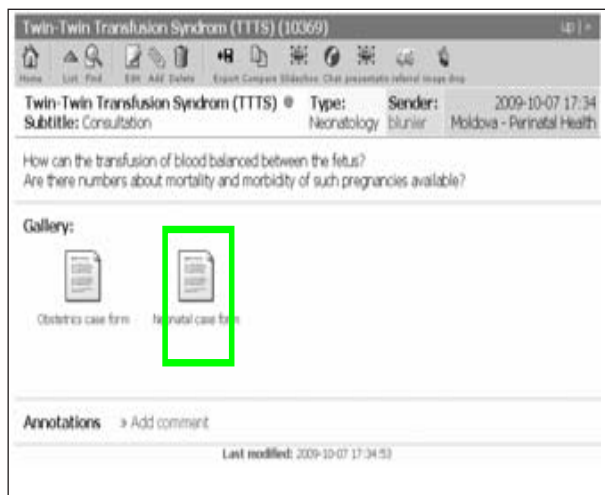 Twin-Twin Transfusion Syndrom (TTTS) (10369) up | »
Home List Find Edit Add Delete Export Compare Slideshow Chat presentatio referral image drop
Twin-Twin Transfusion Syndrom (TTTS) Type: Sender: 2009-10-07 17:34
Subtitle: Consultation Neonatology blunier Moldova - Perinatal Health
How can the transfusion of blood balanced between the fetus?
Are there numbers about mortality and morbidity of such pregnancies available?
Gallery:
Obstetrics case form Neonatal case form
Annotations » Add comment
Last modified: 2009-10-07 17:34:53